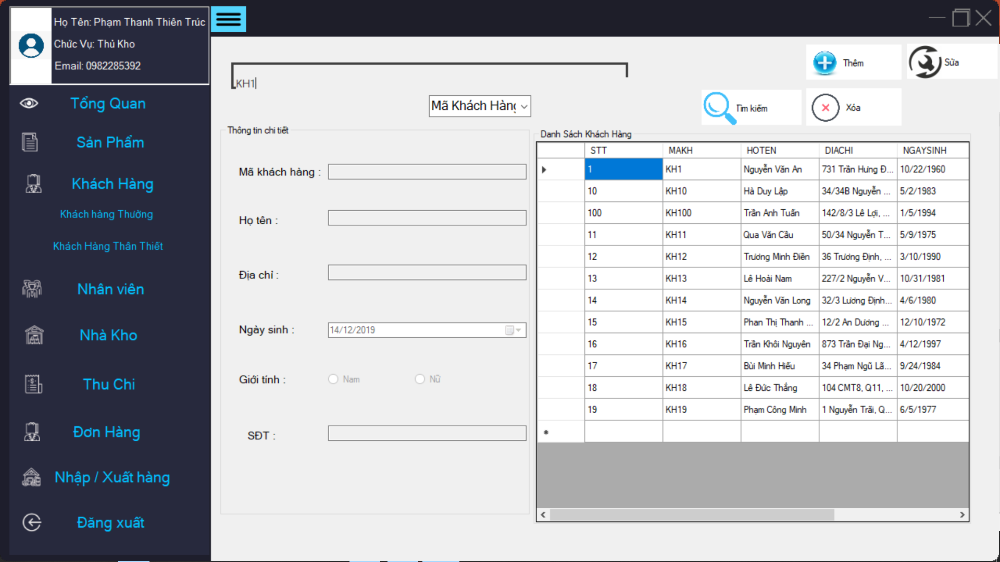 Họ Tên: Phạm Thanh Thiên Trúc
Chức Vụ: Thủ Kho
Email: 0982285392
Tổng Quan
Sản Phẩm
Khách Hàng
Khách hàng Thường
Khách Hàng Thân Thiết
Nhân viên
Nhà Kho
Thu Chi
Đơn Hàng
Nhập / Xuất hàng
Đăng xuất
KH1
Mã Khách Hàng
Thêm
Sửa
Tìm kiếm
Xóa
Thông tin chi tiết
Mã khách hàng :
Họ tên :
Địa chỉ :
Ngày sinh : 14/12/2019
Giới tính : Nam Nữ
SĐT :
Danh Sách Khách Hàng
STT MAKH HOTEN DIACHI NGAYSINH
1 KH1 Nguyễn Văn An 731 Trần Hưng Đ... 10/22/1960
10 KH10 Hà Duy Lập 34/34B Nguyễn ... 5/2/1983
100 KH100 Trần Anh Tuấn 142/8/3 Lê Lợi, ... 1/5/1994
11 KH11 Qua Văn Cầu 50/34 Nguyễn T... 5/9/1975
12 KH12 Trương Minh Điền 36 Trương Định, ... 3/10/1990
13 KH13 Lê Hoài Nam 227/2 Nguyễn V... 10/31/1981
14 KH14 Nguyễn Văn Long 32/3 Lương Định... 4/6/1980
15 KH15 Phan Thị Thanh ... 12/2 An Dương ... 12/10/1972
16 KH16 Trần Khôi Nguyên 873 Trần Đại Ng... 4/12/1997
17 KH17 Bùi Minh Hiếu 34 Phạm Ngũ Lã... 9/24/1984
18 KH18 Lê Đức Thắng 104 CMT8, Q11, ... 10/20/2000
19 KH19 Phạm Công Minh 1 Nguyễn Trãi, Q... 6/5/1977